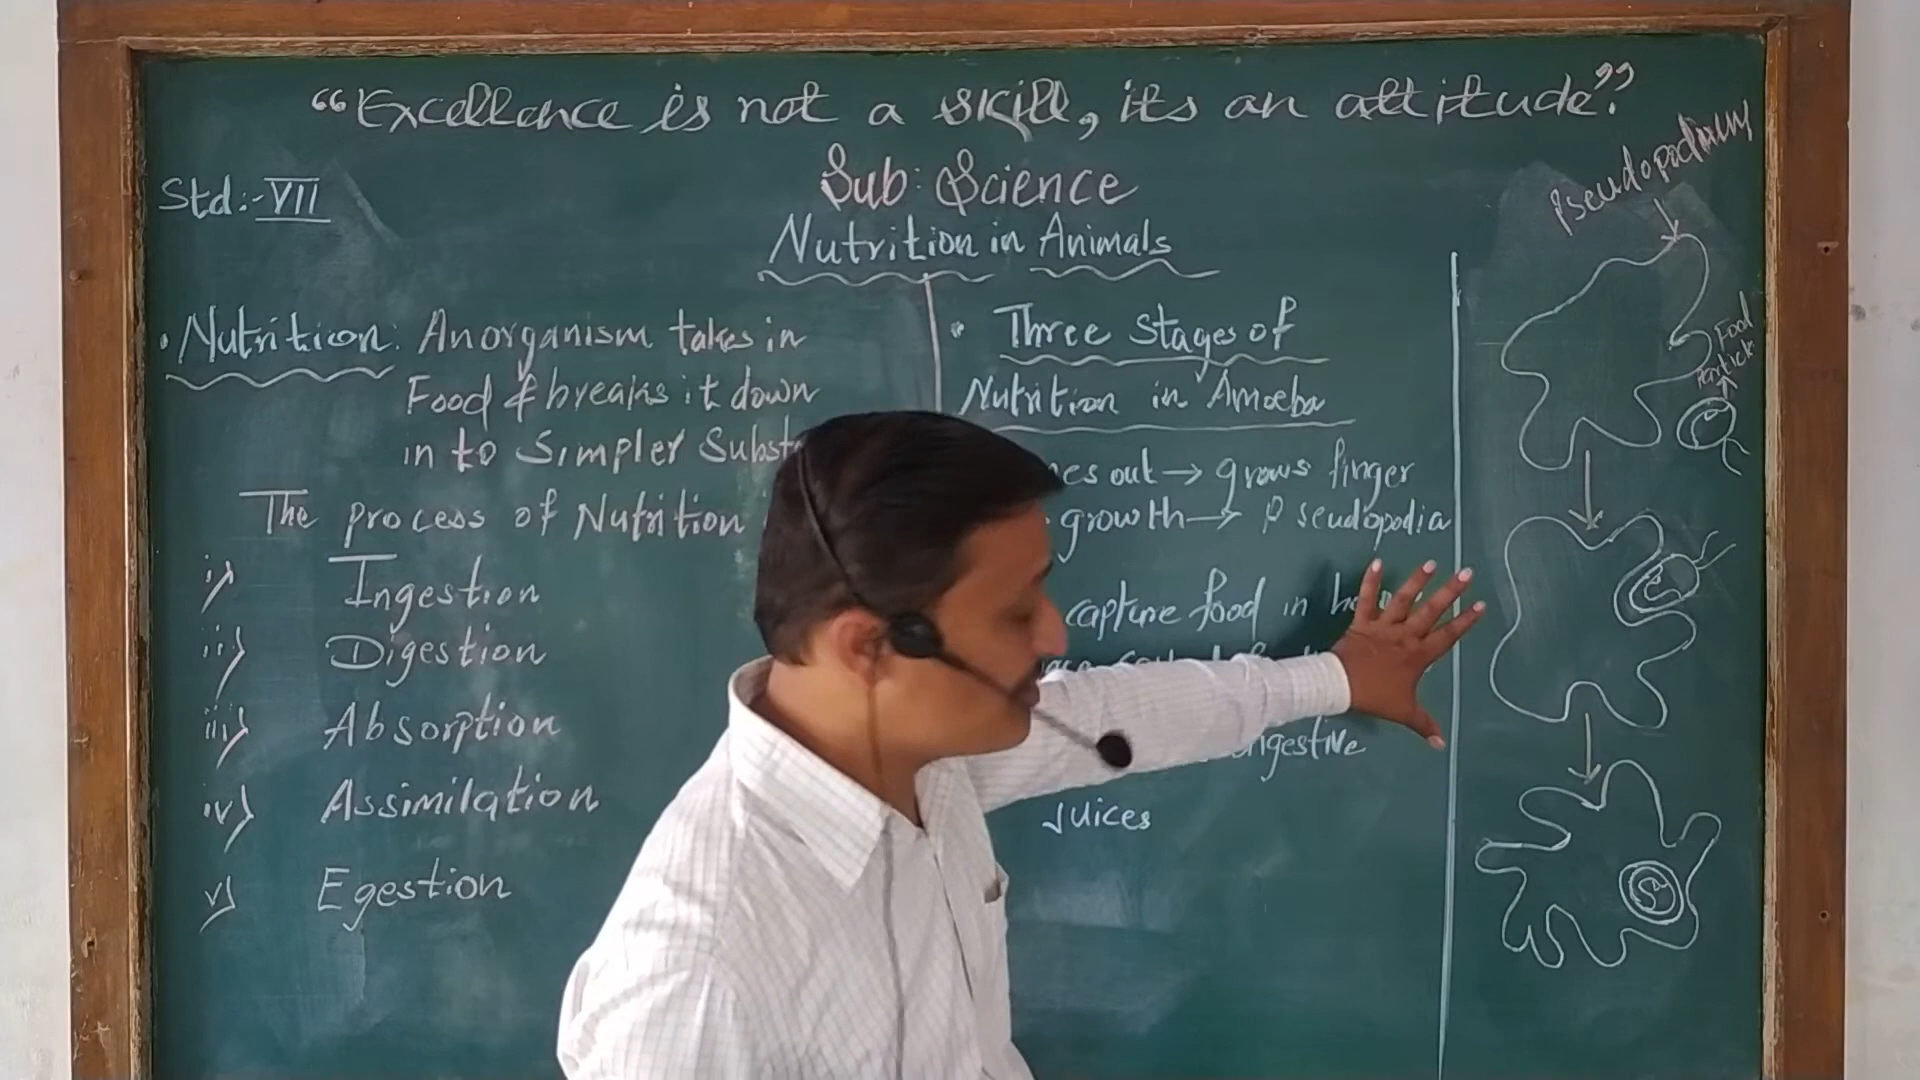 “Excellance is not a skill, its an attitude”
Sub: Science
Std:- VII
Nutrition in Animals
• Nutrition: An organism takes in
Food & breaks it down
in to Simpler
The process of Nutrition
i) Ingestion
ii) Digestion
iii) Absorption
iv) Assimilation
v) Egestion
• Three Stages of
Nutrition in Amoeba
out → grows finger
growth → Pseudopodia
capture food in
juices
Pseudopodium
Food
Particle